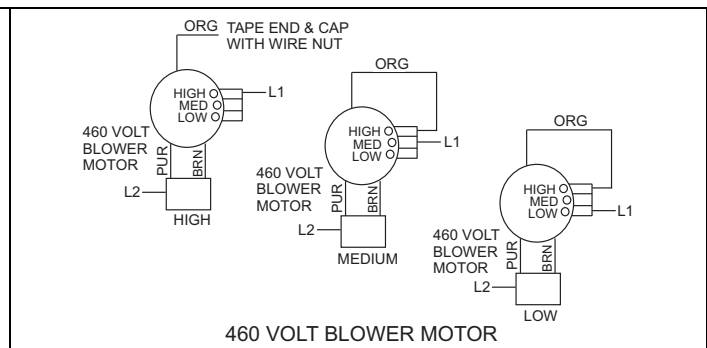 ORG TAPE END & CAP
WITH WIRE NUT
HIGH
MED
LOW
L1
460 VOLT
BLOWER
MOTOR
PUR
BRN
L2
HIGH
ORG
HIGH
MED
LOW
L1
460 VOLT
BLOWER
MOTOR
PUR
BRN
L2
MEDIUM
ORG
HIGH
MED
LOW
L1
460 VOLT
BLOWER
MOTOR
PUR
BRN
L2
LOW
460 VOLT BLOWER MOTOR